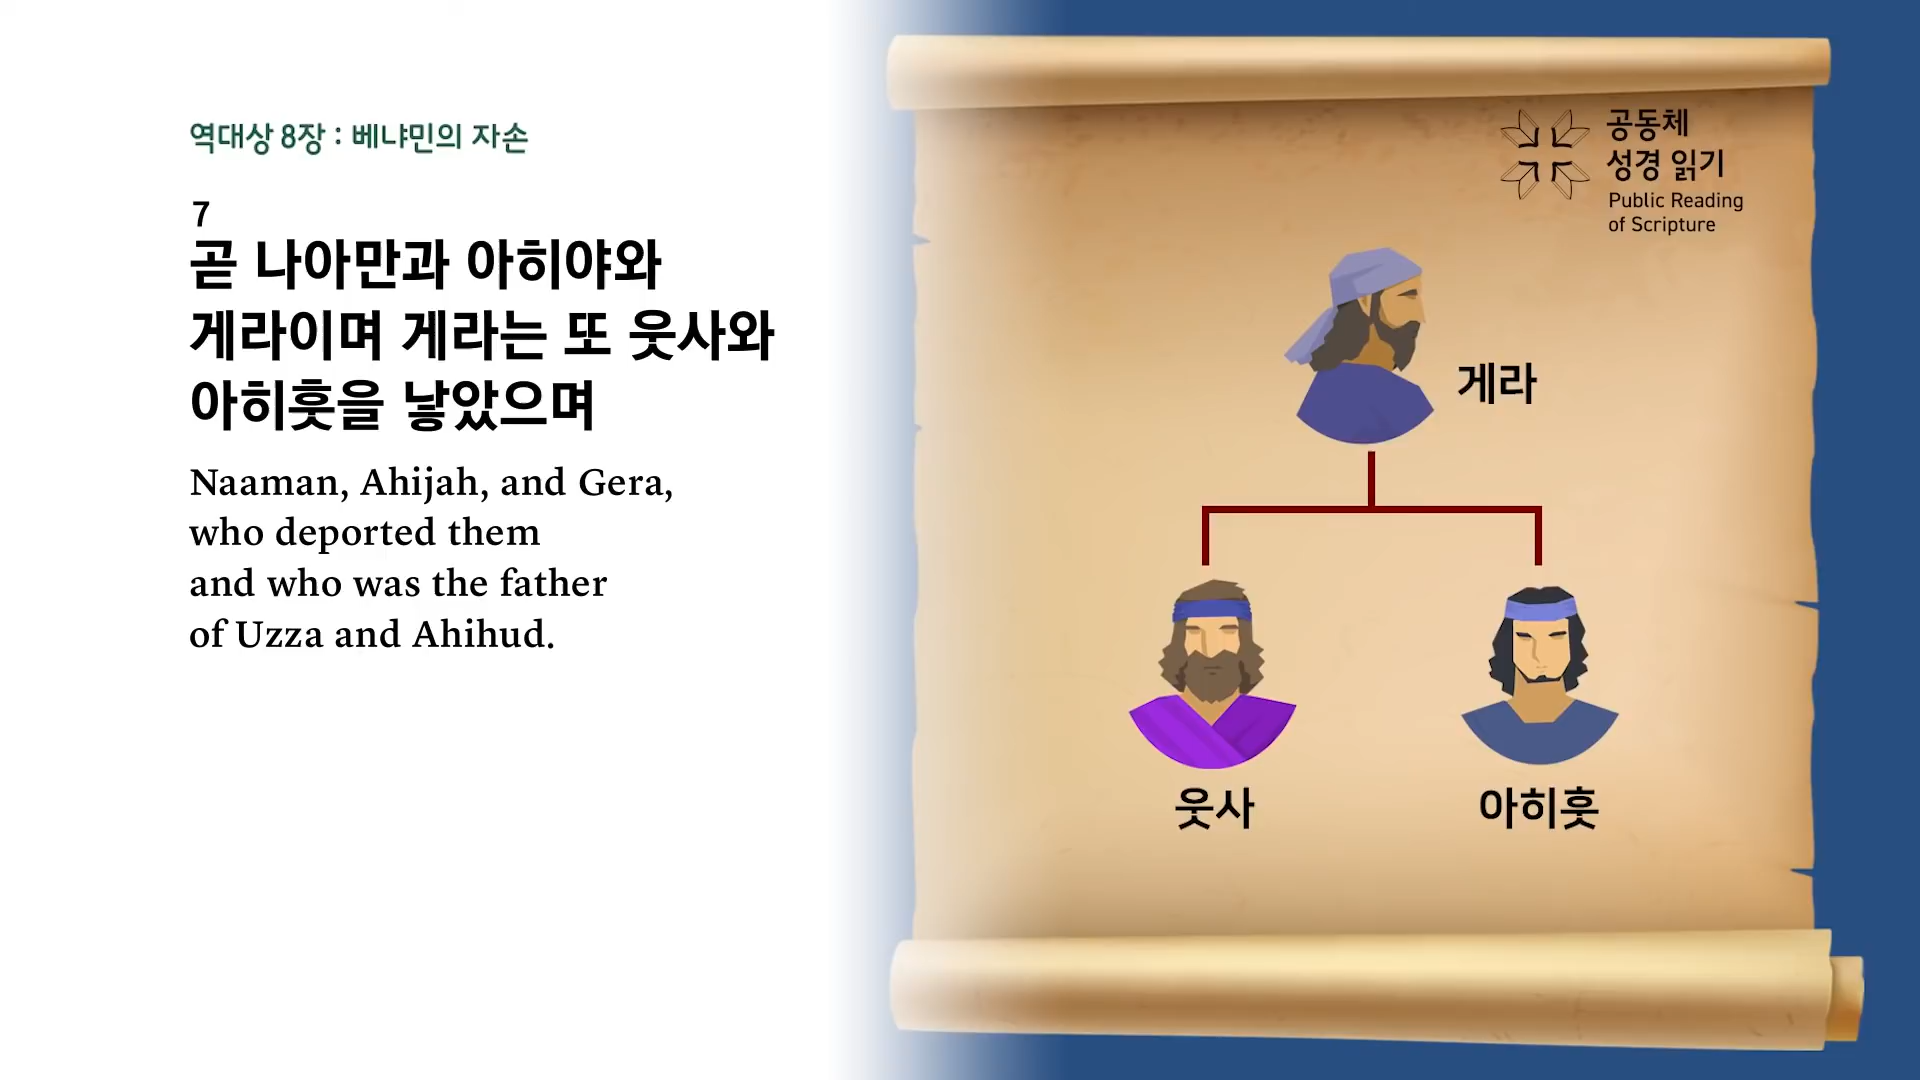 역대상 8장 : 베냐민의 자손
7
곧 나아만과 아히야와
게라이며 게라는 또 웃사와
아히훗을 낳았으며
Naaman, Ahijah, and Gera,
who deported them
and who was the father
of Uzza and Ahihud.
공동체
성경 읽기
Public Reading
of Scripture
게라
웃사
아히훗